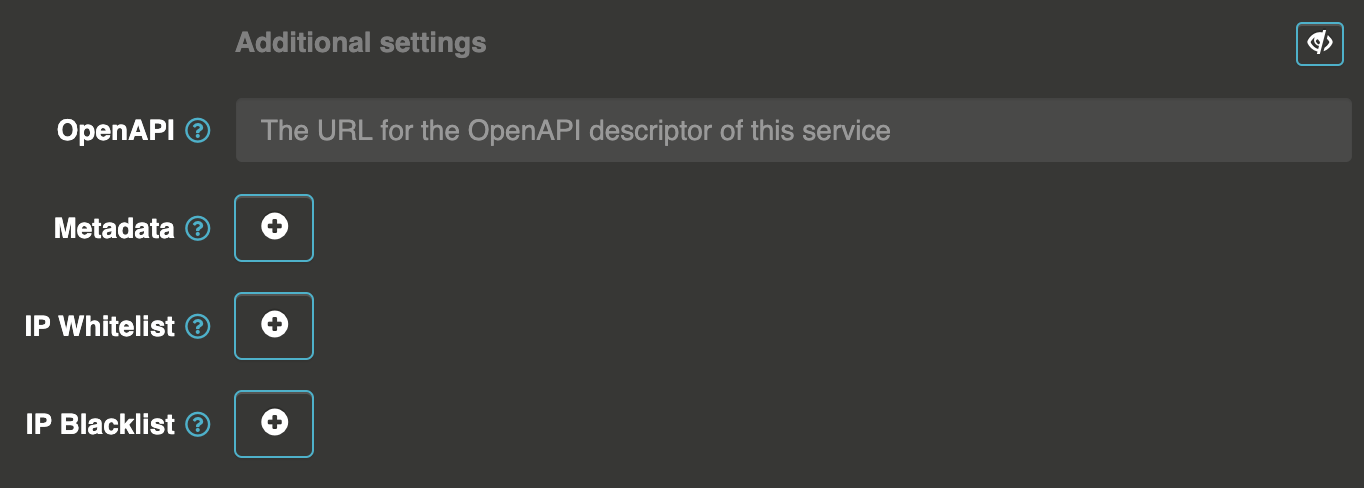 Additional settings
OpenAPI The URL for the OpenAPI descriptor of this service
Metadata
IP Whitelist
IP Blacklist